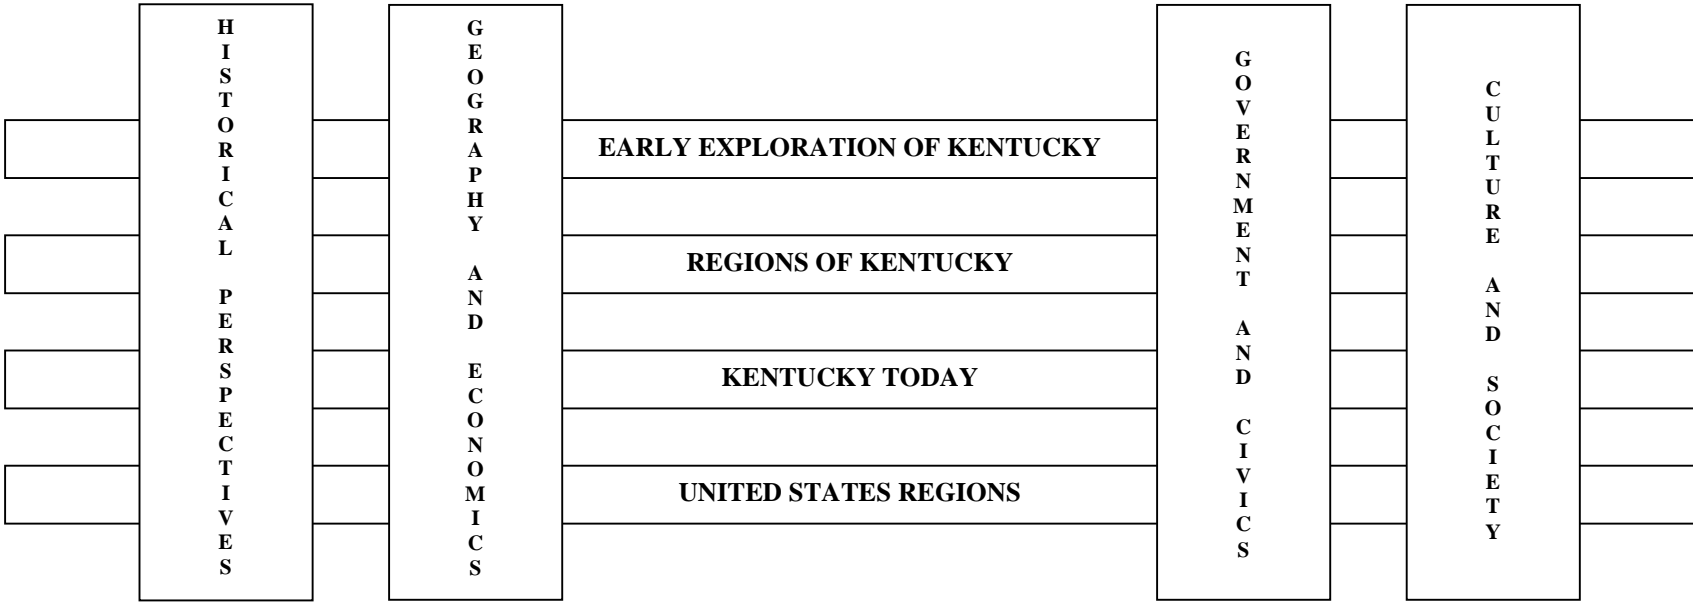 HISTORICAL PERSPECTIVES
GEOGRAPHY AND ECONOMICS
EARLY EXPLORATION OF KENTUCKY
REGIONS OF KENTUCKY
KENTUCKY TODAY
UNITED STATES REGIONS
GOVERNMENT AND CIVICS
CULTURE AND SOCIETY